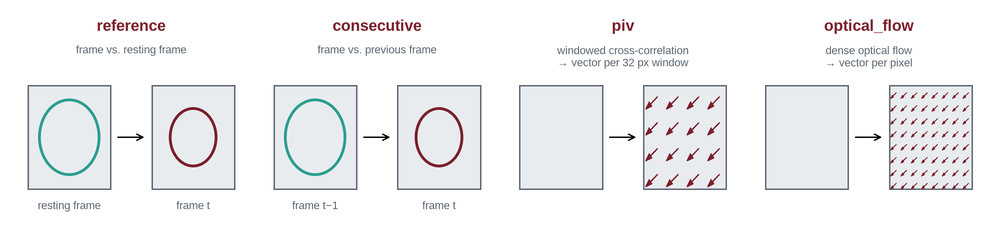 reference
frame vs. resting frame
resting frame
frame t
consecutive
frame vs. previous frame
frame t−1
frame t
piv
windowed cross-correlation
→ vector per 32 px window
optical_flow
dense optical flow
→ vector per pixel